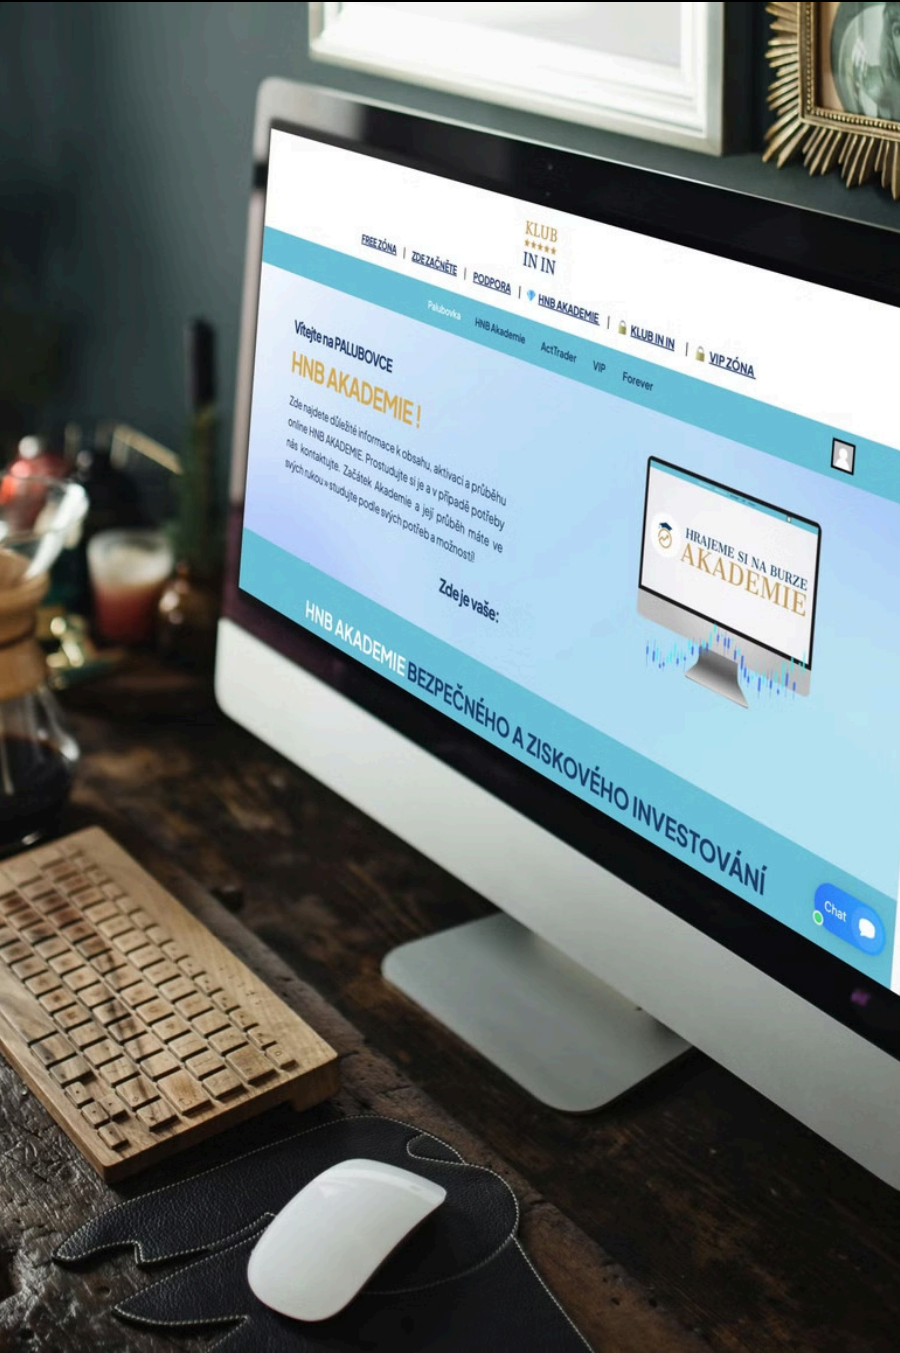 KLUB
IN IN
FREE ZÓNA | ZDE ZAČNĚTE | PODPORA | HNB AKADEMIE | KLUB IN IN | VIP ZÓNA
Palubovka HNB Akademie ActTrader VIP Forever
Vítejte na PALUBOVCE
HNB AKADEMIE !
Zde najdete důležité informace k obsahu, aktivaci a průběhu
online HNB AKADEMIE. Prostudujte si je a v případě potřeby
nás kontaktujte. Začátek Akademie a její průběh máte ve
svých rukou » studujte podle svých potřeb a možností!
Zde je vaše:
HRAJEME SI NA BURZE
AKADEMIE
HNB AKADEMIE BEZPEČNÉHO A ZISKOVÉHO INVESTOVÁNÍ
Chat